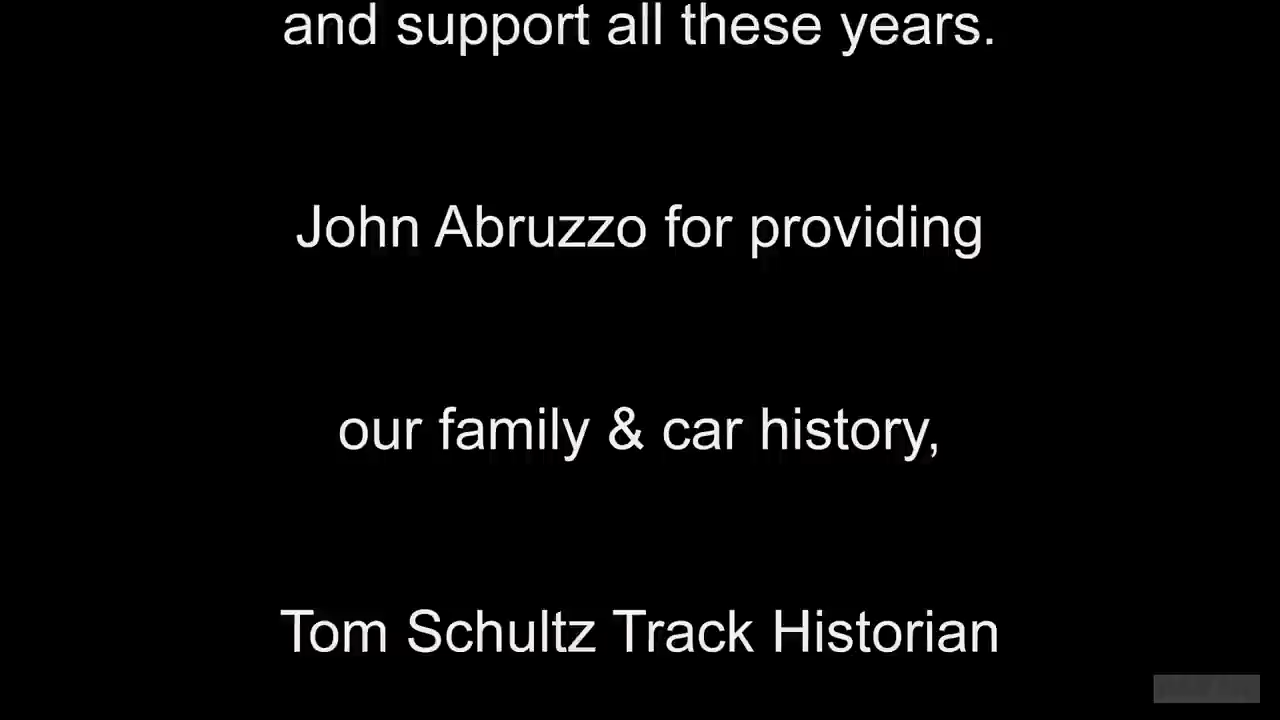 and support all these years.
John Abruzzo for providing
our family & car history,
Tom Schultz Track Historian